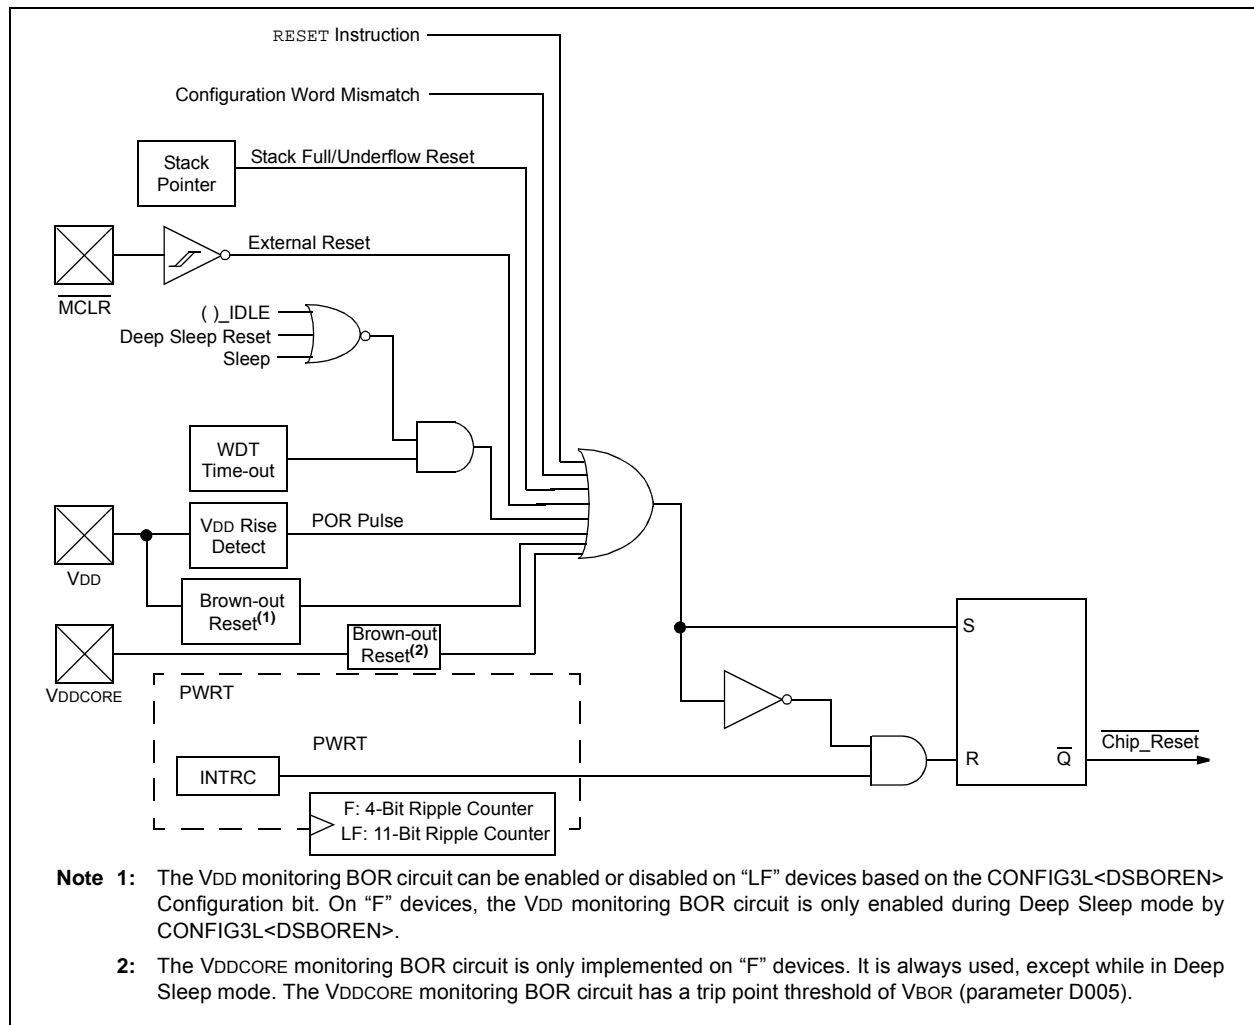 RESET Instruction
Configuration Word Mismatch
Stack
Pointer
Stack Full/Underflow Reset
External Reset
MCLR
( )_IDLE
Deep Sleep Reset
Sleep
WDT
Time-out
VDD Rise
Detect
POR Pulse
VDD
Brown-out
Reset(1)
Brown-out
Reset(2)
VDDCORE
PWRT
PWRT
INTRC
F: 4-Bit Ripple Counter
LF: 11-Bit Ripple Counter
S
R
Q
Chip_Reset
Note 1: The VDD monitoring BOR circuit can be enabled or disabled on “LF” devices based on the CONFIG3L<DSBOREN>
Configuration bit. On “F” devices, the VDD monitoring BOR circuit is only enabled during Deep Sleep mode by
CONFIG3L<DSBOREN>.
2: The VDDCORE monitoring BOR circuit is only implemented on “F” devices. It is always used, except while in Deep
Sleep mode. The VDDCORE monitoring BOR circuit has a trip point threshold of VBOR (parameter D005).